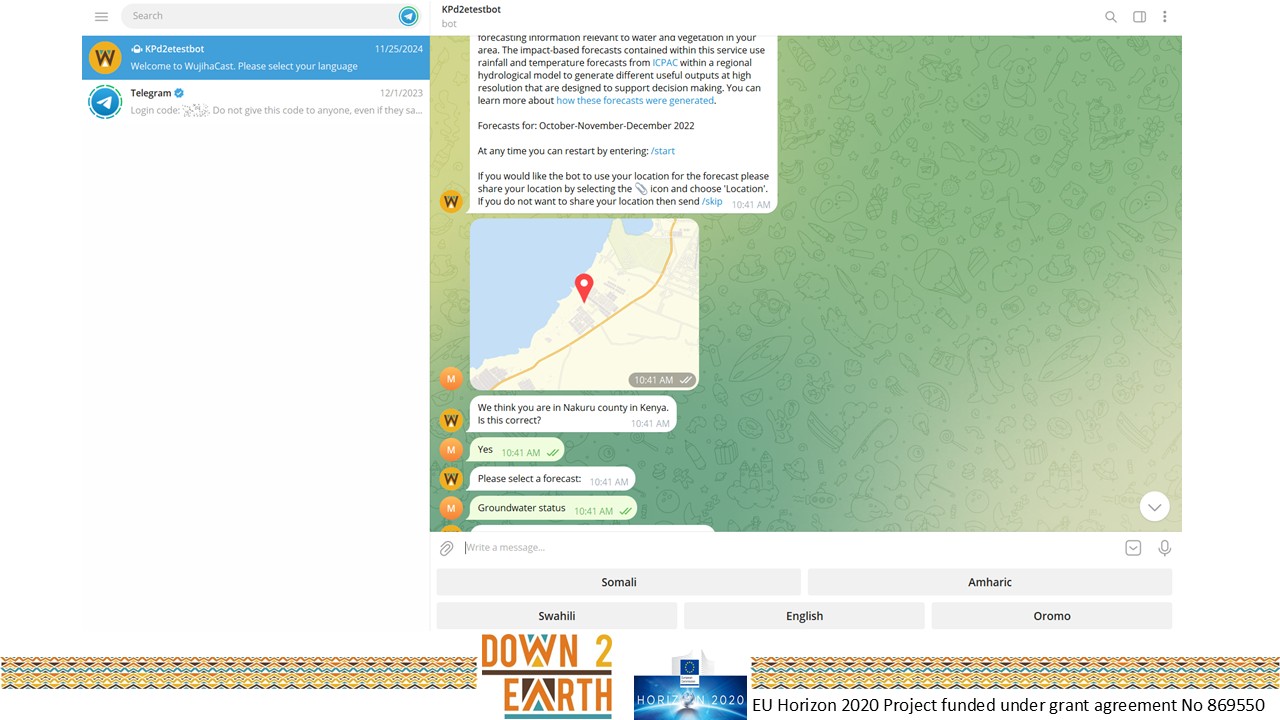 Search
KPd2etestbot
11/25/2024
Welcome to WujihaCast. Please select your language
Telegram
12/1/2023
Login code: . Do not give this code to anyone, even if they sa...
KPd2etestbot
bot
forecasting information relevant to water and vegetation in your
area. The impact-based forecasts contained within this service use
rainfall and temperature forecasts from ICPAC within a regional
hydrological model to generate different useful outputs at high
resolution that are designed to support decision making. You can
learn more about how these forecasts were generated.
Forecasts for: October-November-December 2022
At any time you can restart by entering: /start
If you would like the bot to use your location for the forecast please
share your location by selecting the 📎 icon and choose 'Location'.
If you do not want to share your location then send /skip
10:41 AM
10:41 AM
We think you are in Nakuru county in Kenya.
Is this correct?
10:41 AM
Yes
10:41 AM
Please select a forecast:
10:41 AM
Groundwater status
10:41 AM
W
W
M
W
M
W
M
Write a message...
Somali
Amharic
Swahili
English
Oromo
DOWN 2
EARTH
HORIZON 2020
EU Horizon 2020 Project funded under grant agreement No 869550